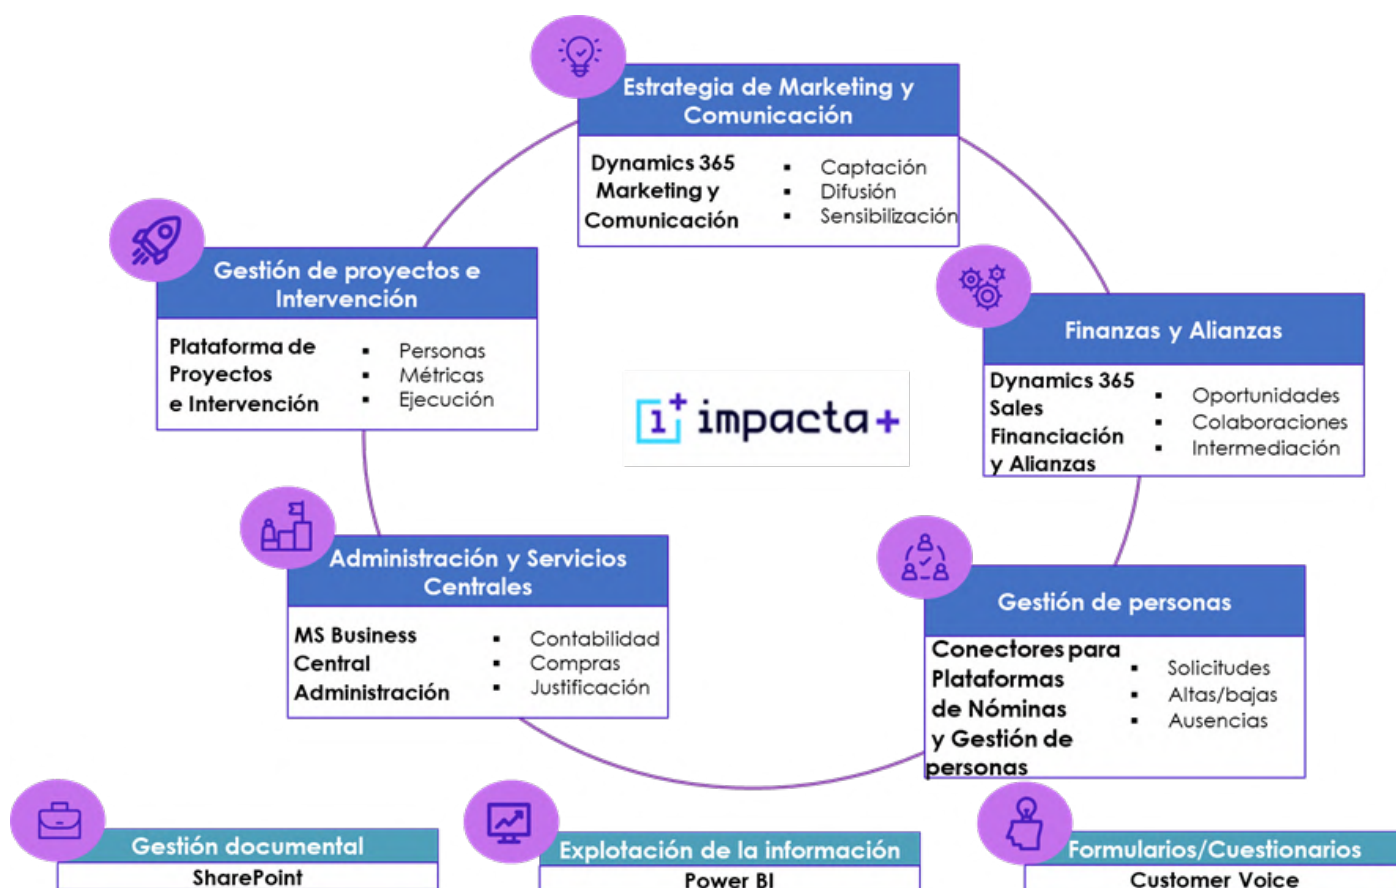 Estrategia de Marketing y
Comunicación
Dynamics 365
Marketing y
Comunicación
▪ Captación
▪ Difusión
▪ Sensibilización
Gestión de proyectos e
Intervención
Plataforma de
Proyectos
e Intervención
▪ Personas
▪ Métricas
▪ Ejecución
Finanzas y Alianzas
Dynamics 365
Sales
Financiación
y Alianzas
▪ Oportunidades
▪ Colaboraciones
▪ Intermediación
i+ impacta+
Administración y Servicios
Centrales
MS Business
Central
Administración
▪ Contabilidad
▪ Compras
▪ Justificación
Gestión de personas
Conectores para
Plataformas
de Nóminas
y Gestión de
personas
▪ Solicitudes
▪ Altas/bajas
▪ Ausencias
Gestión documental
SharePoint
Explotación de la información
Power BI
Formularios/Cuestionarios
Customer Voice